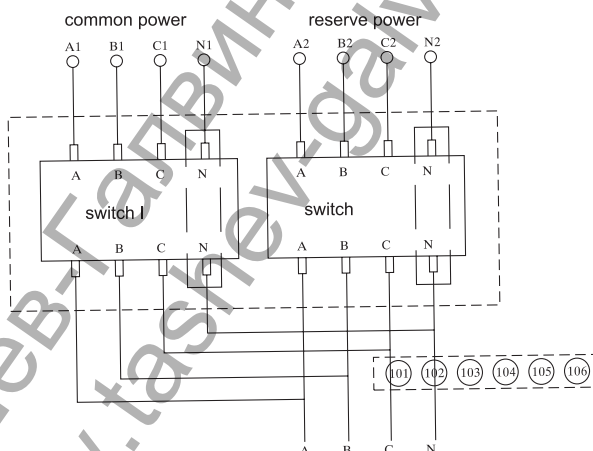 common power
reserve power
A1 B1 C1 N1 A2 B2 C2 N2
A B C N A B C N
switch I
switch
A B C N A B C N
101 102 103 104 105 106
A B C N